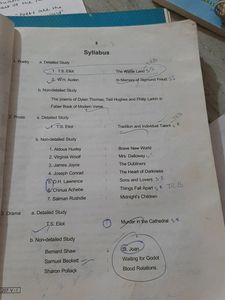 8
Syllabus
1. Poetry a. Detailed Study
1. T.S. Eliot The Waste Land
2. W.H. Auden In Memory of Sigmund Freud
b. Non-detailed Study
The poems of Dylan Thomas, Ted Hughes and Philip Larkin in
Faber Book of Modern Verse
2. Prose a. Detailed Study
1. T.S. Eliot Tradition and Individual Talent
b. Non-detailed Study
1. Aldous Huxley Brave New World
2. Virginia Woolf Mrs. Dalloway
3. James Joyce The Dubliners
4. Joseph Conrad The Heart of Darkness
5. D.H. Lawrence Sons and Lovers
6. Chinua Achebe Things Fall Apart
7. Salman Rushdie Midnight's Children
3. Drama a. Detailed Study
T.S. Eliot Murder in the Cathedral
b. Non-detailed Study
Bernard Shaw St. Joan
Samuel Beckett Waiting for Godot
Sharon Pollack Blood Relations